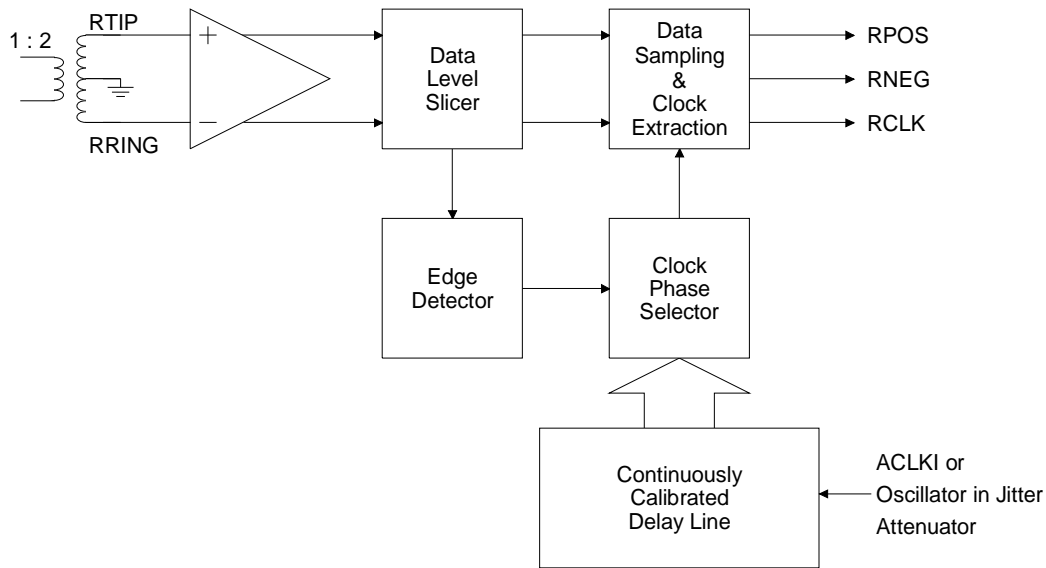 RTIP
1 : 2
+
−
RRING
Data
Level
Slicer
Data
Sampling
&
Clock
Extraction
RPOS
RNEG
RCLK
Edge
Detector
Clock
Phase
Selector
Continuously
Calibrated
Delay Line
ACLKI or
Oscillator in Jitter
Attenuator